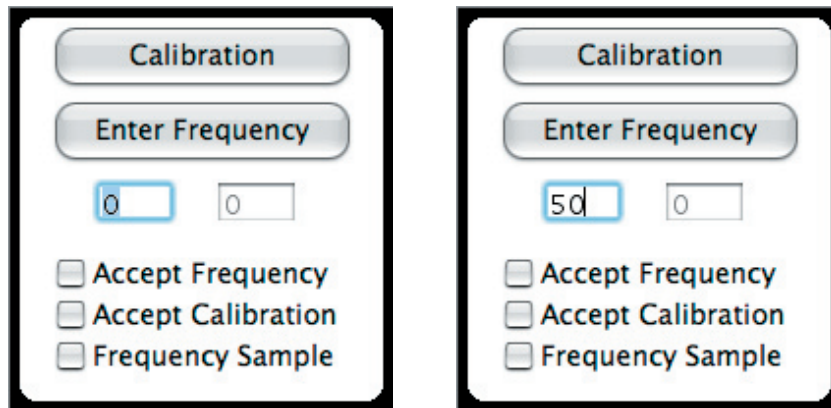 Calibration
Enter Frequency
0 0
Accept Frequency
Accept Calibration
Frequency Sample
Calibration
Enter Frequency
50 0
Accept Frequency
Accept Calibration
Frequency Sample